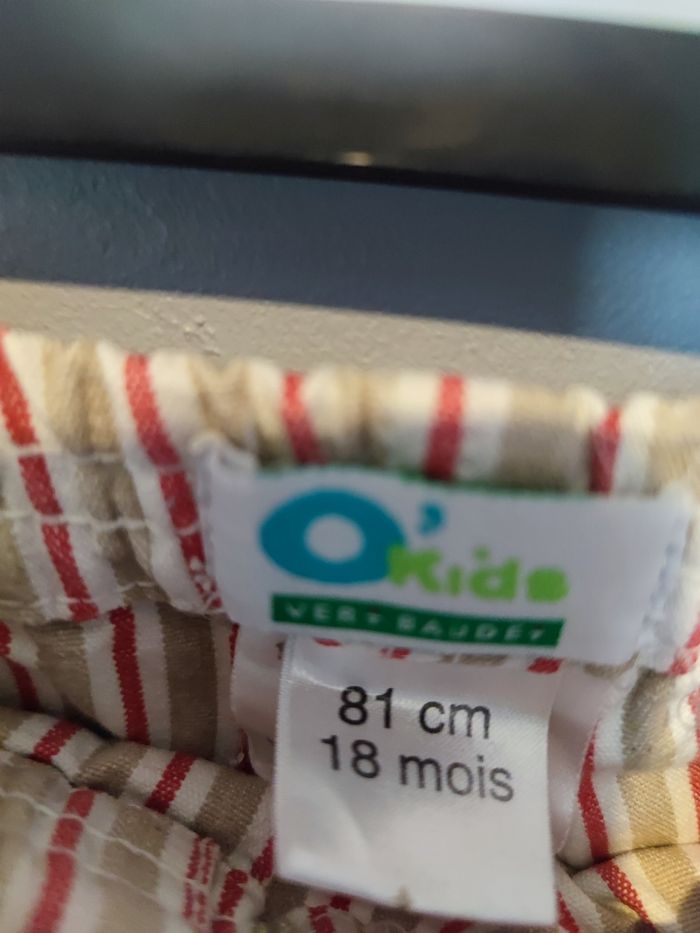 O'Kids
VERTBAUDET
81 cm
18 mois